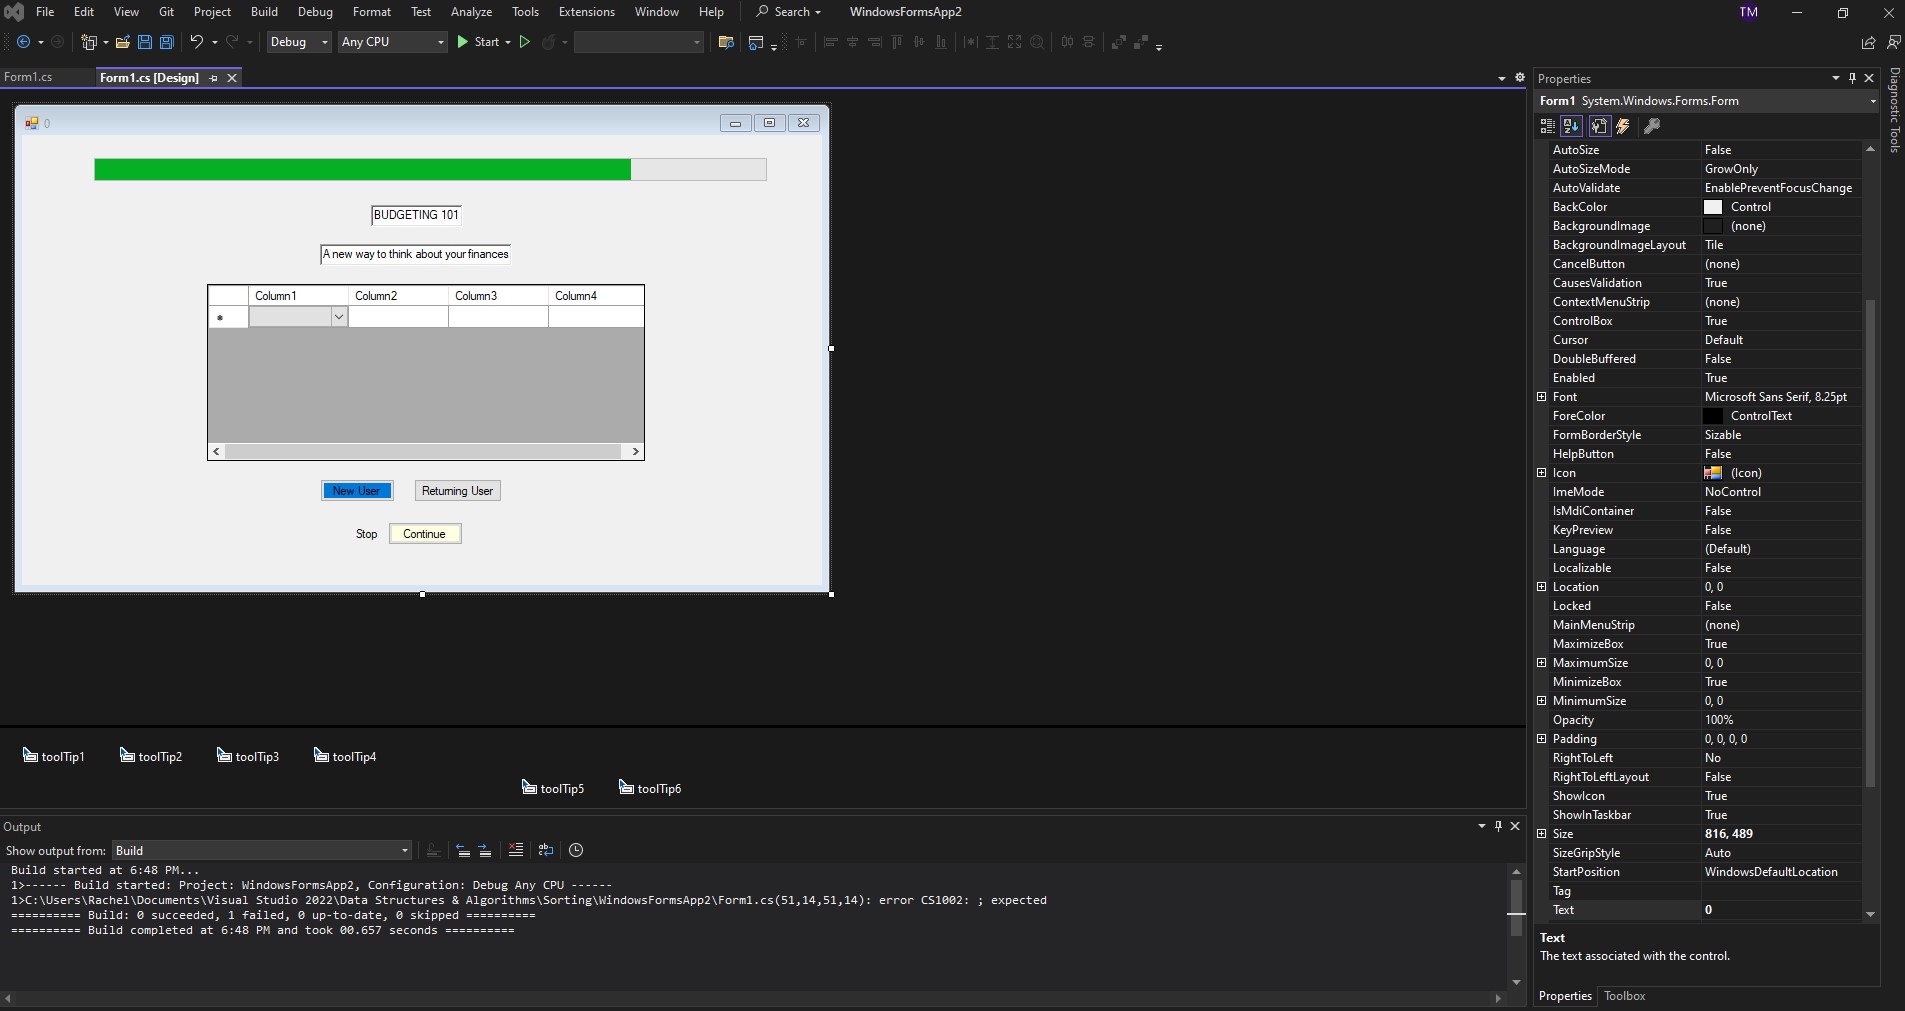 File Edit View Git Project Build Debug Format Test Analyze Tools Extensions Window Help Search WindowsFormsApp2 TM
Debug Any CPU Start
Form1.cs Form1.cs [Design]
0
BUDGETING 101
A new way to think about your finances
Column1 Column2 Column3 Column4
New User Returning User
Stop Continue
toolTip1 toolTip2 toolTip3 toolTip4
toolTip5 toolTip6
Output
Show output from: Build
Build started at 6:48 PM...
1>------ Build started: Project: WindowsFormsApp2, Configuration: Debug Any CPU ------
1>C:\Users\Rachel\Documents\Visual Studio 2022\Data Structures & Algorithms\Sorting\WindowsFormsApp2\Form1.cs(51,14,51,14): error CS1002: ; expected
========== Build: 0 succeeded, 1 failed, 0 up-to-date, 0 skipped ==========
========== Build completed at 6:48 PM and took 00.657 seconds ==========
Properties
Form1 System.Windows.Forms.Form
AutoSize False
AutoSizeMode GrowOnly
AutoValidate EnablePreventFocusChange
BackColor Control
BackgroundImage (none)
BackgroundImageLayout Tile
CancelButton (none)
CausesValidation True
ContextMenuStrip (none)
ControlBox True
Cursor Default
DoubleBuffered False
Enabled True
Font Microsoft Sans Serif, 8.25pt
ForeColor ControlText
FormBorderStyle Sizable
HelpButton False
Icon (Icon)
ImeMode NoControl
IsMdiContainer False
KeyPreview False
Language (Default)
Localizable False
Location 0, 0
Locked False
MainMenuStrip (none)
MaximizeBox True
MaximumSize 0, 0
MinimizeBox True
MinimumSize 0, 0
Opacity 100%
Padding 0, 0, 0, 0
RightToLeft No
RightToLeftLayout False
ShowIcon True
ShowInTaskbar True
Size 816, 489
SizeGripStyle Auto
StartPosition WindowsDefaultLocation
Tag
Text 0
Text
The text associated with the control.
Properties Toolbox
Diagnostic Tools